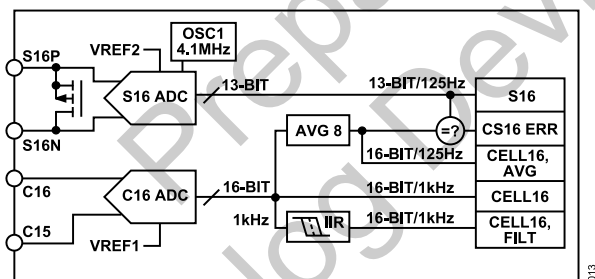 OSC1
4.1MHz
S16P
VREF2
S16 ADC
13-BIT
13-BIT/125Hz
S16
S16N
AVG 8
=?
CS16 ERR
16-BIT/125Hz
CELL16,
AVG
C16
C16 ADC
16-BIT
16-BIT/1kHz
CELL16
C15
1kHz
IIR
16-BIT/1kHz
CELL16,
FILT
VREF1
013